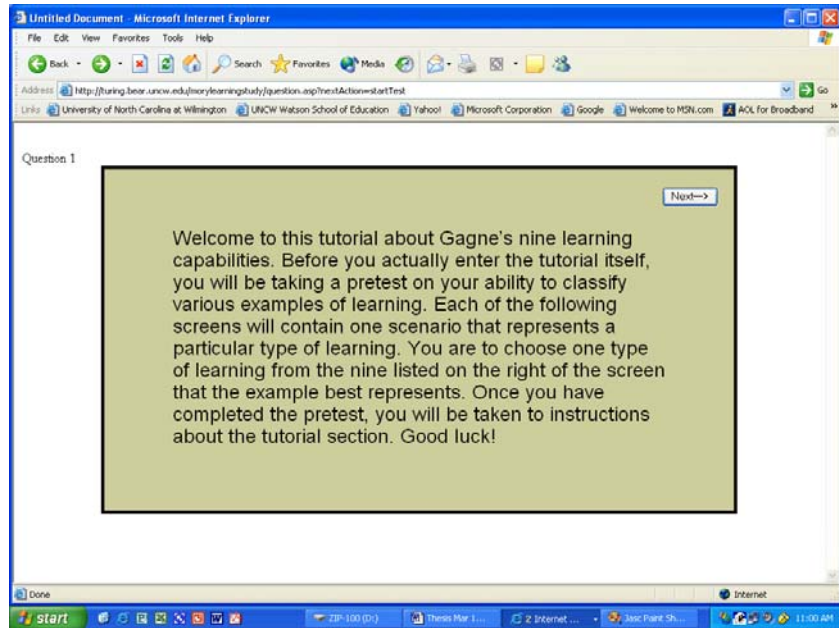 Untitled Document - Microsoft Internet Explorer
File Edit View Favorites Tools Help
Back Search Favorites Media
Address http://turing.bear.uncw.edu/morylearningstudy/question.asp?nextAction=startTest Go
Links University of North Carolina at Wilmington UNCW Watson School of Education Yahoo! Microsoft Corporation Google Welcome to MSN.com AOL for Broadband »
Question 1
Next-->
Welcome to this tutorial about Gagne's nine learning
capabilities. Before you actually enter the tutorial itself,
you will be taking a pretest on your ability to classify
various examples of learning. Each of the following
screens will contain one scenario that represents a
particular type of learning. You are to choose one type
of learning from the nine listed on the right of the screen
that the example best represents. Once you have
completed the pretest, you will be taken to instructions
about the tutorial section. Good luck!
Done Internet
start ZIP-100 (D:) Thesis Mar 1... 2 Internet ... Jasc Paint Sh... 11:00 AM